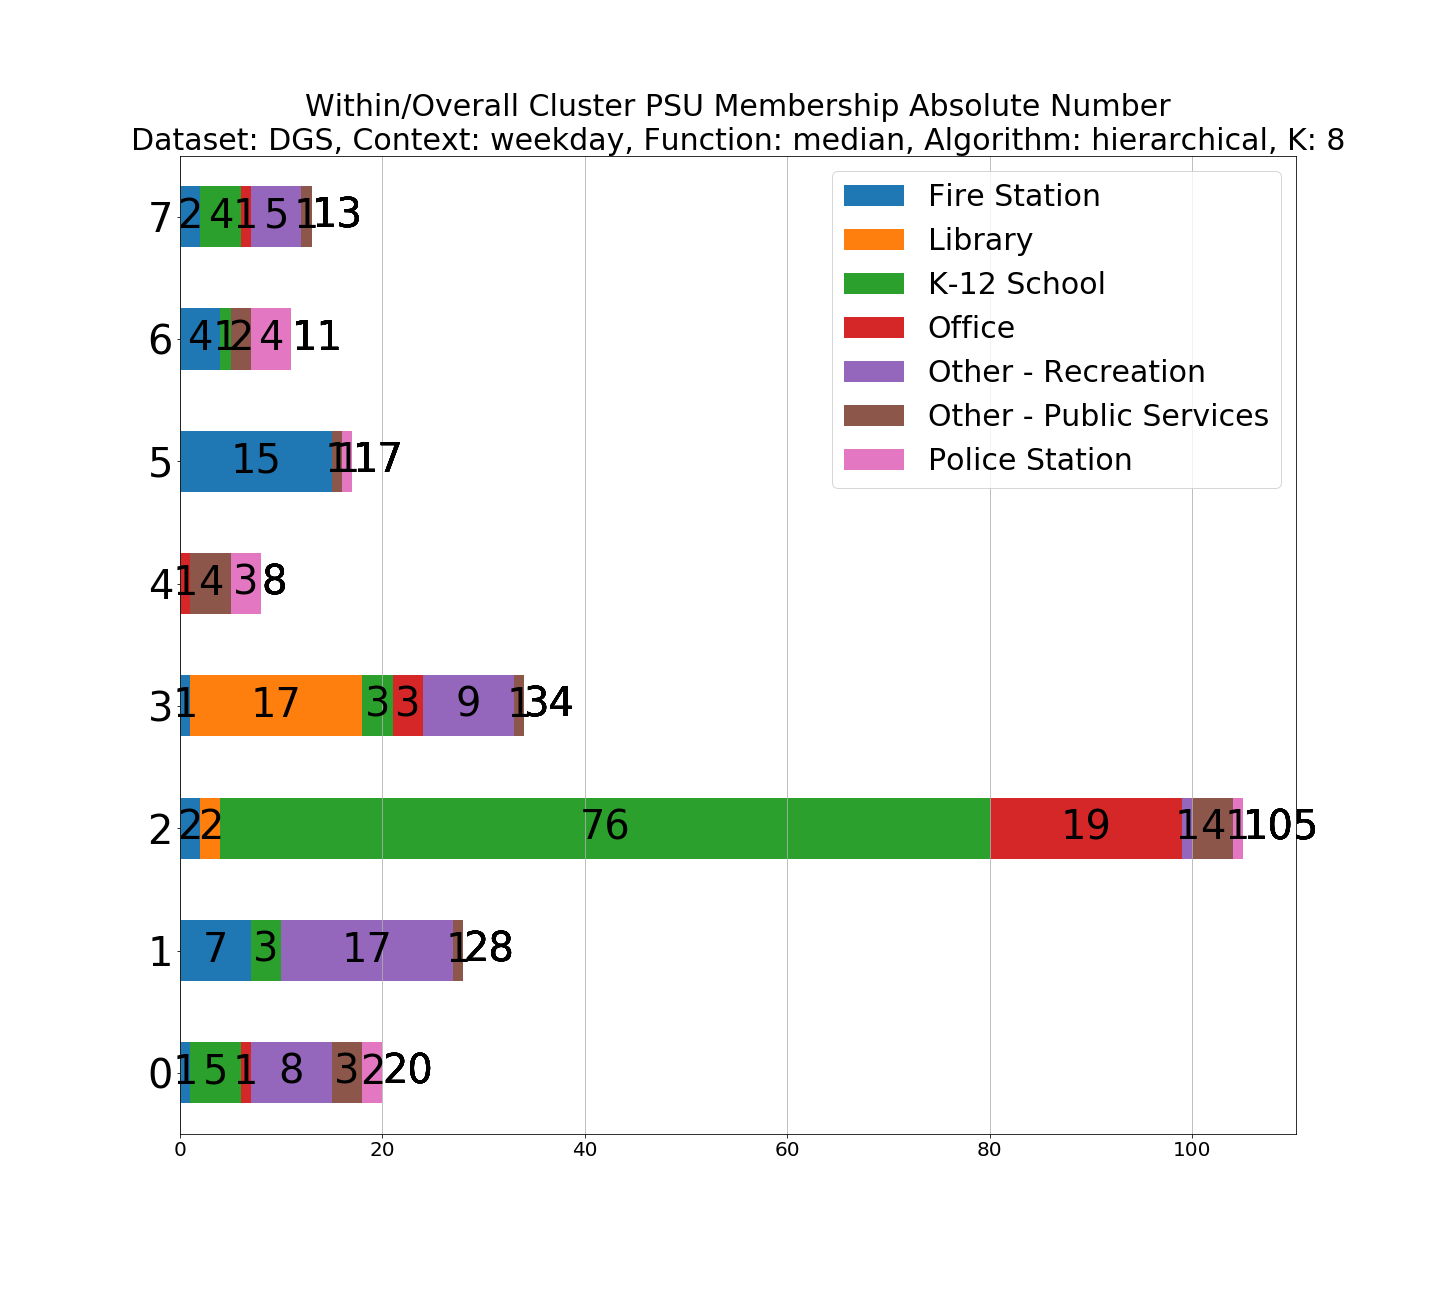 Within/Overall Cluster PSU Membership Absolute Number
Dataset: DGS, Context: weekday, Function: median, Algorithm: hierarchical, K: 8
Fire Station
Library
K-12 School
Office
Other - Recreation
Other - Public Services
Police Station
7 2 4 1 5 1 13
6 4 1 2 4 11
5 15 1 1 17
4 1 4 3 8
3 1 17 3 3 9 1 34
2 2 2 76 19 1 4 1 105
1 7 3 17 1 28
0 1 5 1 8 3 2 20
0 20 40 60 80 100